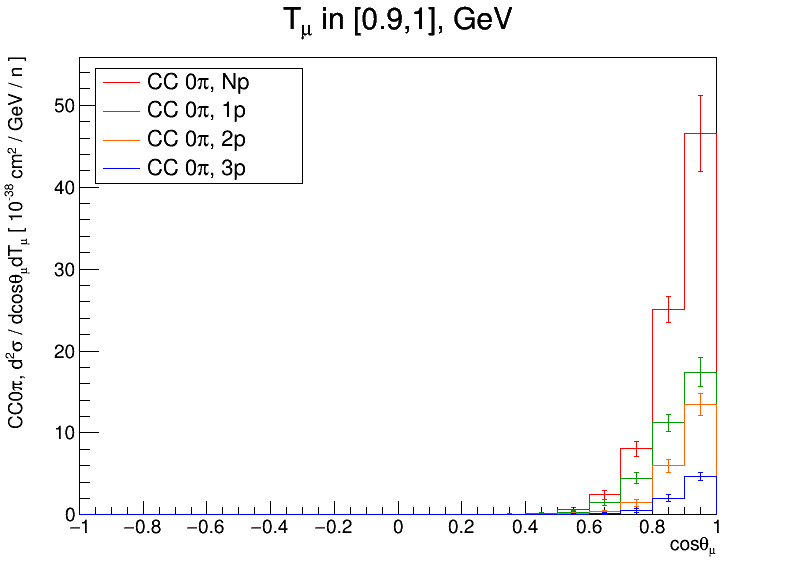 T_μ in [0.9,1], GeV
CC0π, d²σ / dcosθ_μdT_μ [ 10⁻³⁸ cm² / GeV / n ]
CC 0π, Np
CC 0π, 1p
CC 0π, 2p
CC 0π, 3p
50
40
30
20
10
0
−1 −0.8 −0.6 −0.4 −0.2 0 0.2 0.4 0.6 0.8 1
cosθ_μ